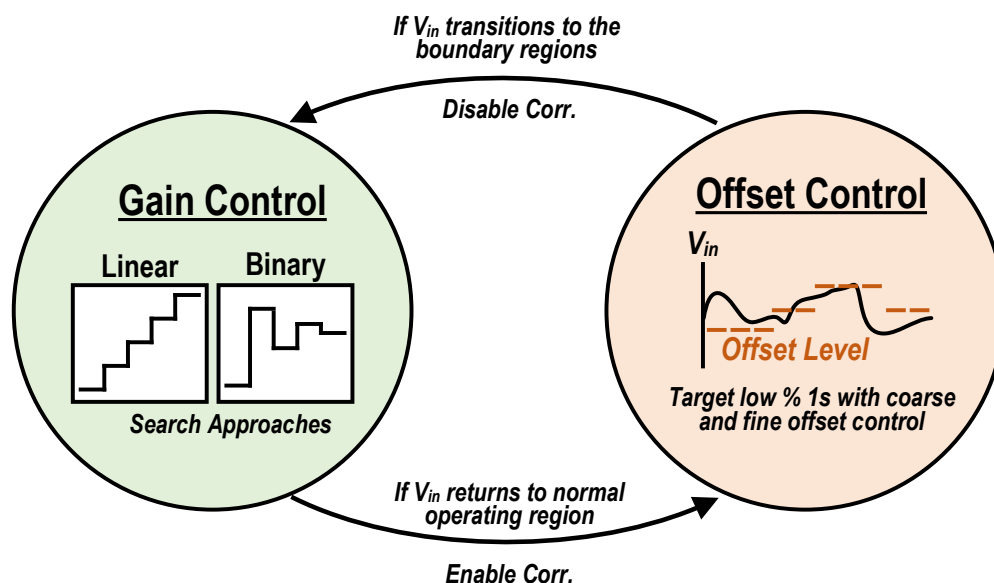 If Vin transitions to the
boundary regions
Disable Corr.
Gain Control
Linear
Binary
Search Approaches
Offset Control
Vin
Offset Level
Target low % 1s with coarse
and fine offset control
If Vin returns to normal
operating region
Enable Corr.